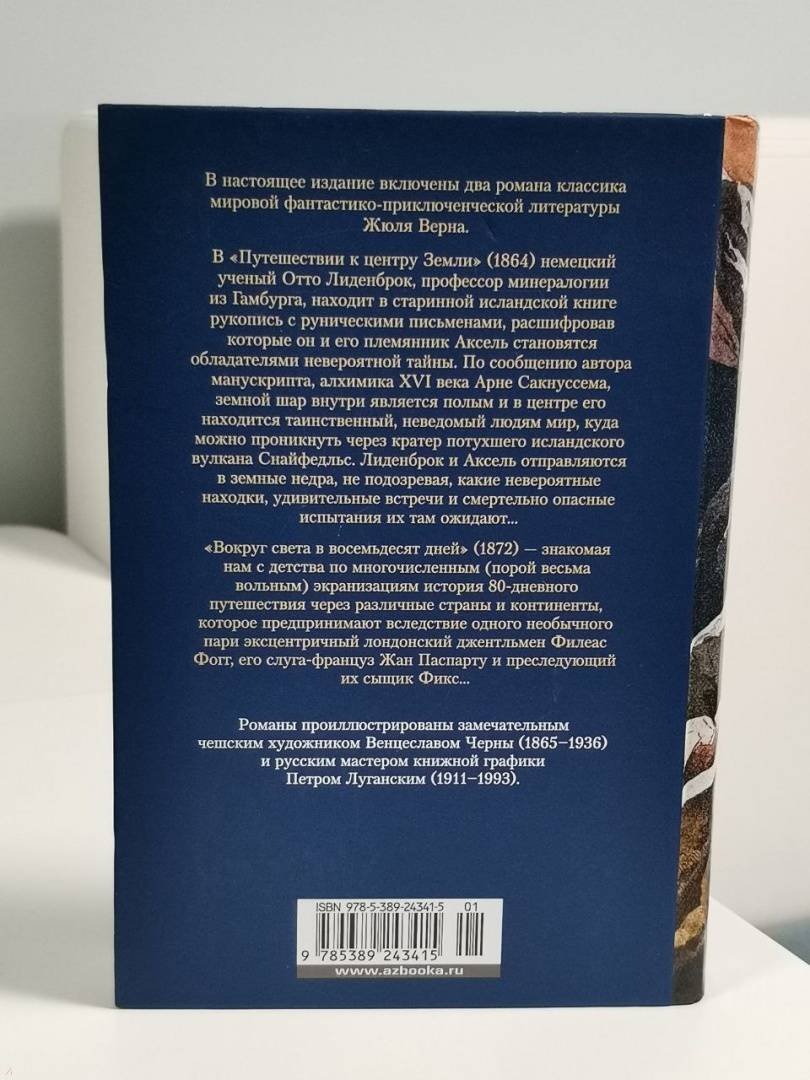 В настоящее издание включены два романа классика
мировой фантастико-приключенческой литературы
Жюля Верна.
В «Путешествии к центру Земли» (1864) немецкий
ученый Отто Лиденброк, профессор минералогии
из Гамбурга, находит в старинной исландской книге
рукопись с руническими письменами, расшифровав
которые он и его племянник Аксель становятся
обладателями невероятной тайны. По сообщению автора
манускрипта, алхимика XVI века Арне Сакнуссема,
земной шар внутри является полым и в центре его
находится таинственный, неведомый людям мир, куда
можно проникнуть через кратер потухшего исландского
вулкана Снайфедльс. Лиденброк и Аксель отправляются
в земные недра, не подозревая, какие невероятные
находки, удивительные встречи и смертельно опасные
испытания их там ожидают...
«Вокруг света в восемьдесят дней» (1872) — знакомая
нам с детства по многочисленным (порой весьма
вольным) экранизациям история 80-дневного
путешествия через различные страны и континенты,
которое предпринимают вследствие одного необычного
пари эксцентричный лондонский джентльмен Филеас
Фогг, его слуга-француз Жан Паспарту и преследующий
их сыщик Фикс...
Романы проиллюстрированы замечательным
чешским художником Венцеславом Черны (1865–1936)
и русским мастером книжной графики
Петром Луганским (1911–1993).
ISBN 978-5-389-24341-5 01
9 785389 243415
www.azbooka.ru